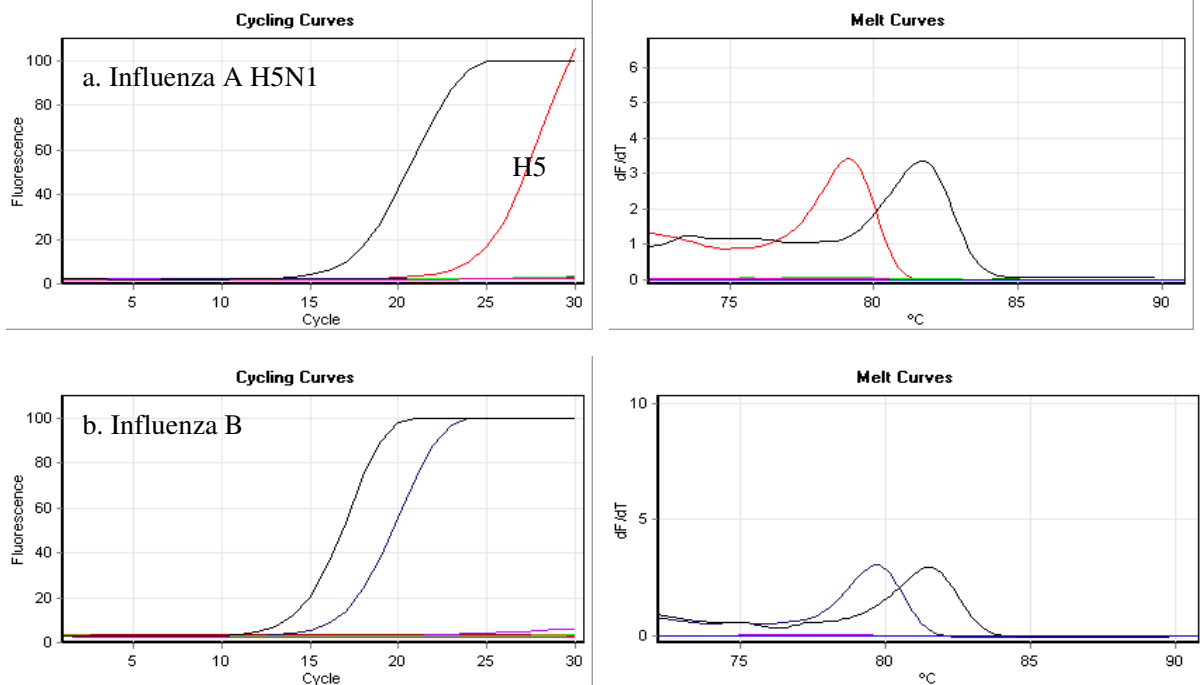 Cycling Curves
100
80
60
40
20
0
Fluorescence
a. Influenza A H5N1
H5
5
10
15
20
25
30
Cycle
Melt Curves
6
5
4
3
2
1
0
dF/dT
75
80
85
90
ºC
Cycling Curves
100
80
60
40
20
0
Fluorescence
b. Influenza B
5
10
15
20
25
30
Cycle
Melt Curves
10
5
0
dF/dT
75
80
85
90
ºC